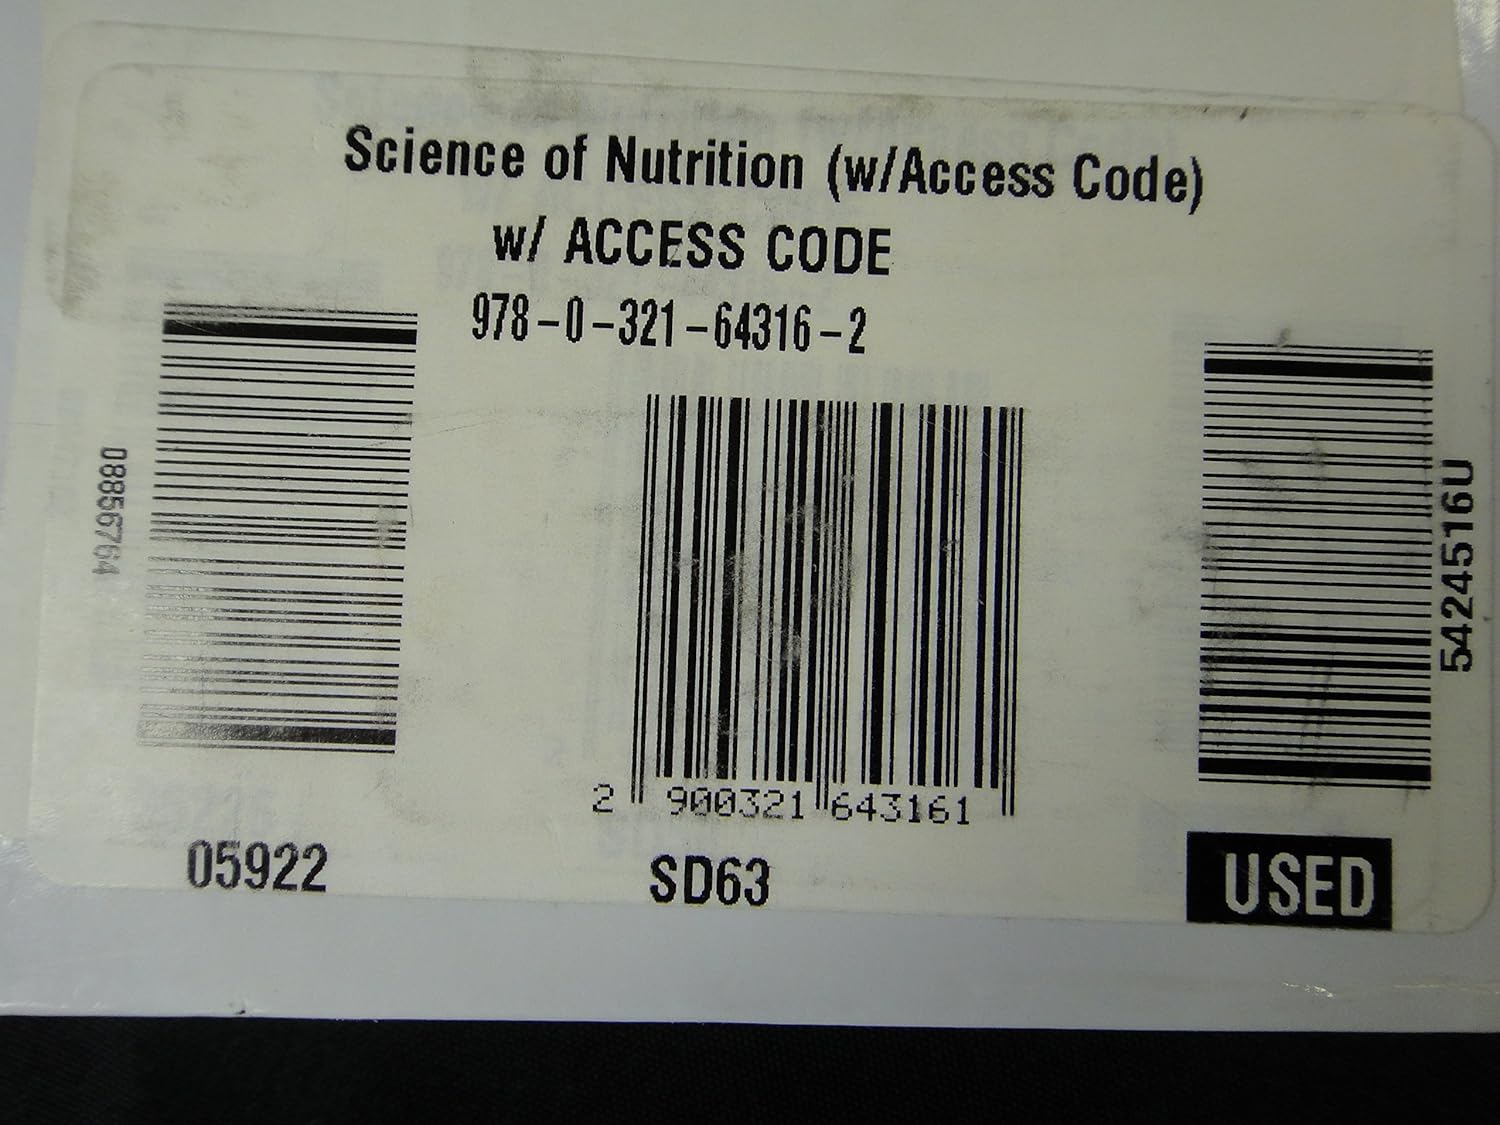 Science of Nutrition (w/Access Code)
w/ ACCESS CODE
978-0-321-64316-2
08856764
5424516U
2 900321 643161
05922
SD63
USED